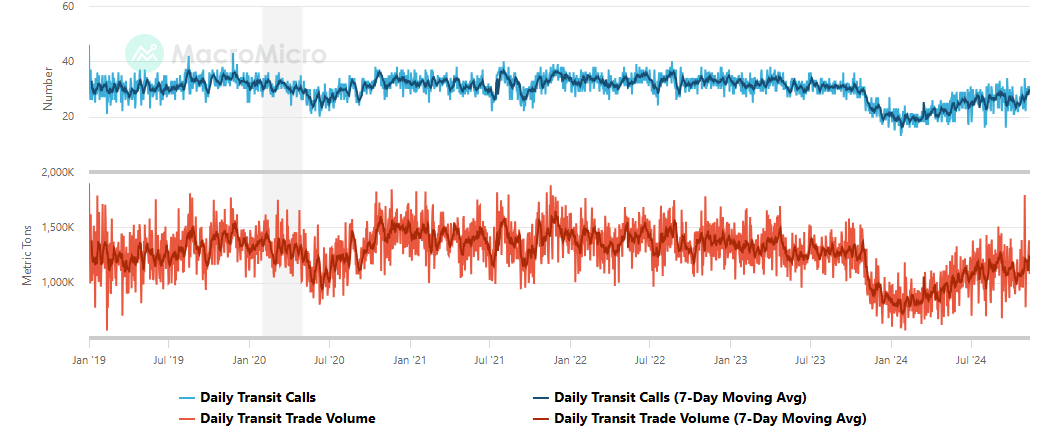 60
MacroMicro
40
Number
20
2,000K
1,500K
Metric Tons
1,000K
Jan '19 Jul '19 Jan '20 Jul '20 Jan '21 Jul '21 Jan '22 Jul '22 Jan '23 Jul '23 Jan '24 Jul '24
Daily Transit Calls Daily Transit Calls (7-Day Moving Avg)
Daily Transit Trade Volume Daily Transit Trade Volume (7-Day Moving Avg)